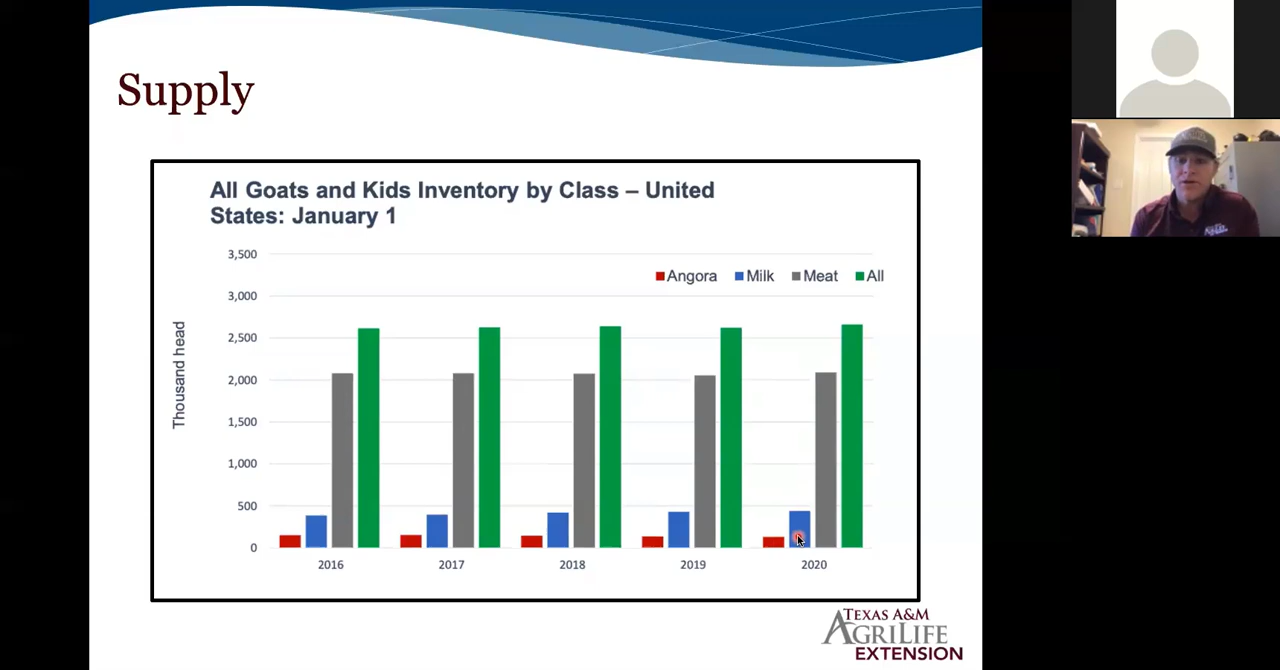 Supply
All Goats and Kids Inventory by Class – United
States: January 1
3,500
Angora Milk Meat All
3,000
2,500
2,000
1,500
1,000
500
0
Thousand head
2016 2017 2018 2019 2020
TEXAS A&M
AGRILIFE
EXTENSION